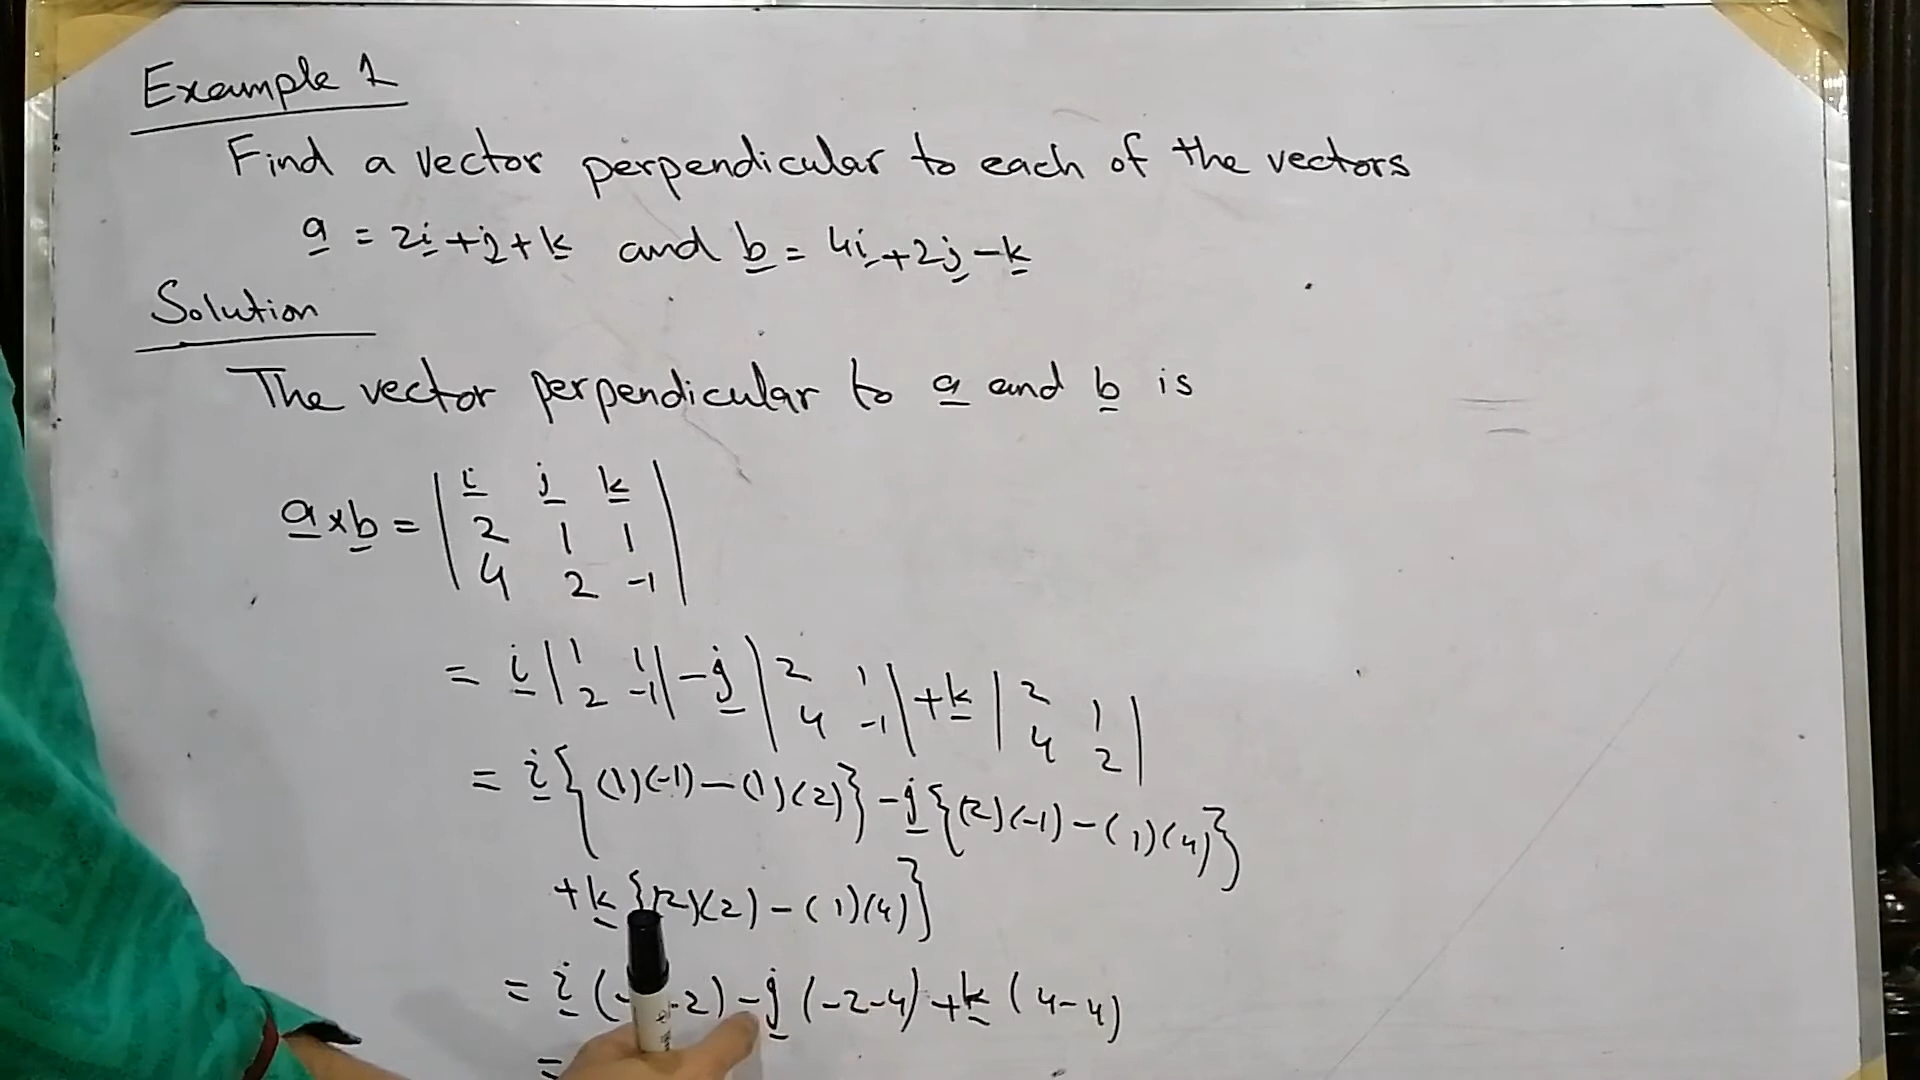 Example 1
Find a vector perpendicular to each of the vectors
a = 2i + j + k and b = 4i + 2j - k
Solution
The vector perpendicular to a and b is
a × b = | i j k |
| 2 1 1 |
| 4 2 -1 |
= i | 1 1 | - j | 2 1 | + k | 2 1 |
| 2 -1 | | 4 -1 | | 4 2 |
= i {(1)(-1) - (1)(2)} - j {(2)(-1) - (1)(4)}
+ k {(2)(2) - (1)(4)}
= i (- -2) - j (-2-4) + k (4-4)
=